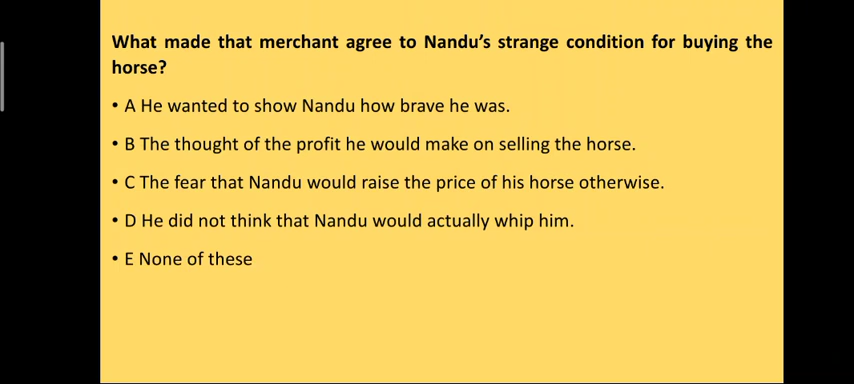 What made that merchant agree to Nandu’s strange condition for buying the
horse?
• A He wanted to show Nandu how brave he was.
• B The thought of the profit he would make on selling the horse.
• C The fear that Nandu would raise the price of his horse otherwise.
• D He did not think that Nandu would actually whip him.
• E None of these